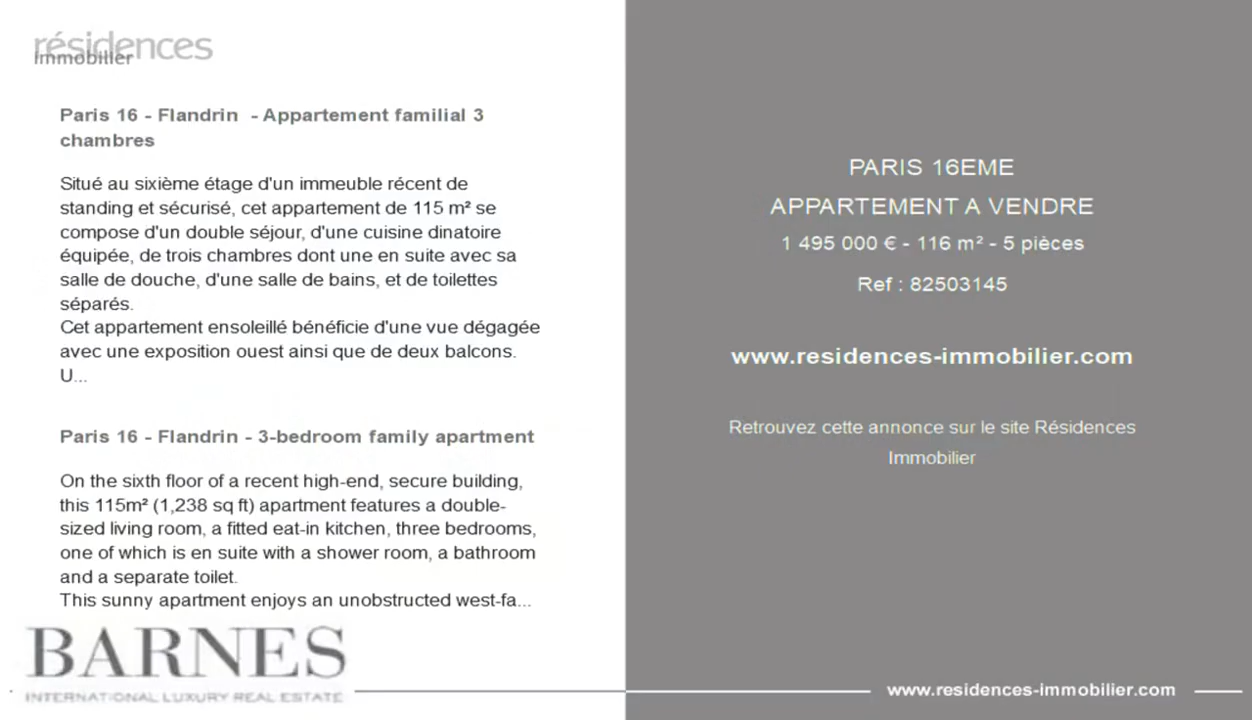 résidences
immobilier
Paris 16 - Flandrin - Appartement familial 3
chambres
Situé au sixième étage d'un immeuble récent de
standing et sécurisé, cet appartement de 115 m² se
compose d'un double séjour, d'une cuisine dinatoire
équipée, de trois chambres dont une en suite avec sa
salle de douche, d'une salle de bains, et de toilettes
séparés.
Cet appartement ensoleillé bénéficie d'une vue dégagée
avec une exposition ouest ainsi que de deux balcons.
U...
Paris 16 - Flandrin - 3-bedroom family apartment
On the sixth floor of a recent high-end, secure building,
this 115m² (1,238 sq ft) apartment features a double-
sized living room, a fitted eat-in kitchen, three bedrooms,
one of which is en suite with a shower room, a bathroom
and a separate toilet.
This sunny apartment enjoys an unobstructed west-fa...
BARNES
INTERNATIONAL LUXURY REAL ESTATE
PARIS 16EME
APPARTEMENT A VENDRE
1 495 000 € - 116 m² - 5 pièces
Ref : 82503145
www.residences-immobilier.com
Retrouvez cette annonce sur le site Résidences
Immobilier
www.residences-immobilier.com